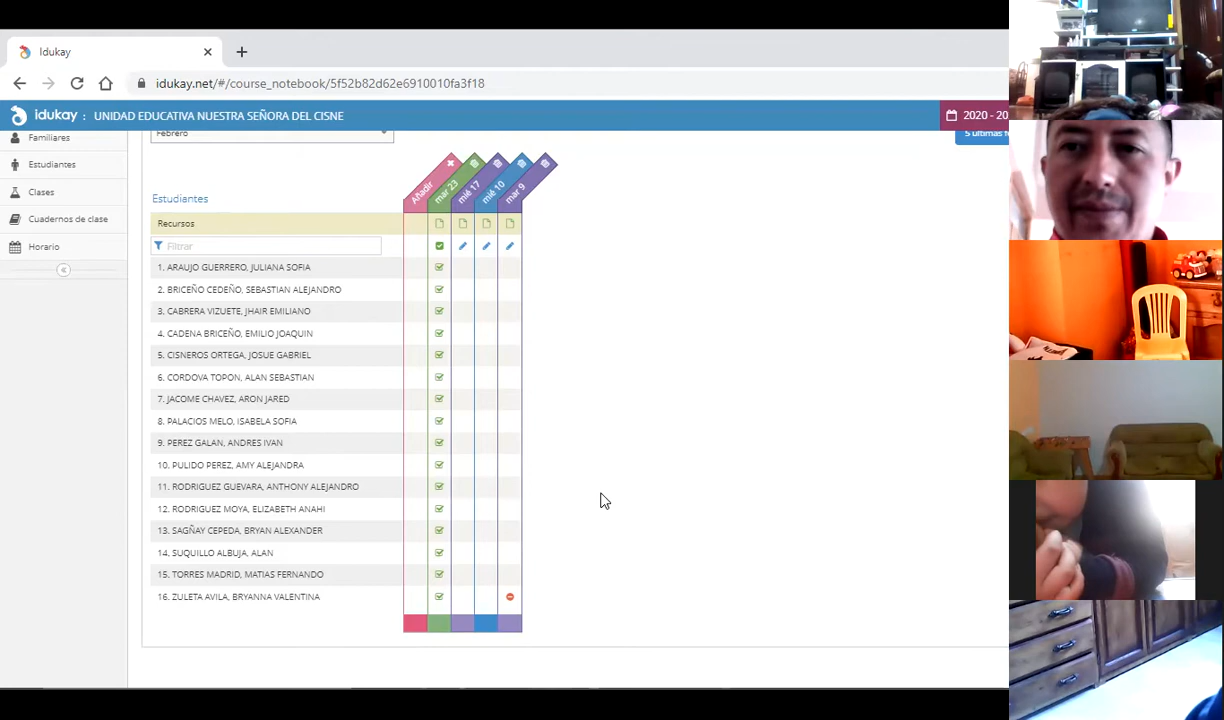 Idukay
idukay.net/#/course_notebook/5f52b82d62e6910010fa3f18
idukay : UNIDAD EDUCATIVA NUESTRA SEÑORA DEL CISNE
2020 - 20
Familiares
Estudiantes
Clases
Cuadernos de clase
Horario
Febrero
5 últimas
Estudiantes
Añadir
mar 23
mié 17
mié 10
mar 9
Recursos
Filtrar
1. ARAUJO GUERRERO, JULIANA SOFIA
2. BRICEÑO CEDEÑO, SEBASTIAN ALEJANDRO
3. CABRERA VIZUETE, JHAIR EMILIANO
4. CADENA BRICEÑO, EMILIO JOAQUIN
5. CISNEROS ORTEGA, JOSUE GABRIEL
6. CORDOVA TOPON, ALAN SEBASTIAN
7. JACOME CHAVEZ, ARON JARED
8. PALACIOS MELO, ISABELA SOFIA
9. PEREZ GALAN, ANDRES IVAN
10. PULIDO PEREZ, AMY ALEJANDRA
11. RODRIGUEZ GUEVARA, ANTHONY ALEJANDRO
12. RODRIGUEZ MOYA, ELIZABETH ANAHI
13. SAGÑAY CEPEDA, BRYAN ALEXANDER
14. SUQUILLO ALBUJA, ALAN
15. TORRES MADRID, MATIAS FERNANDO
16. ZULETA AVILA, BRYANNA VALENTINA